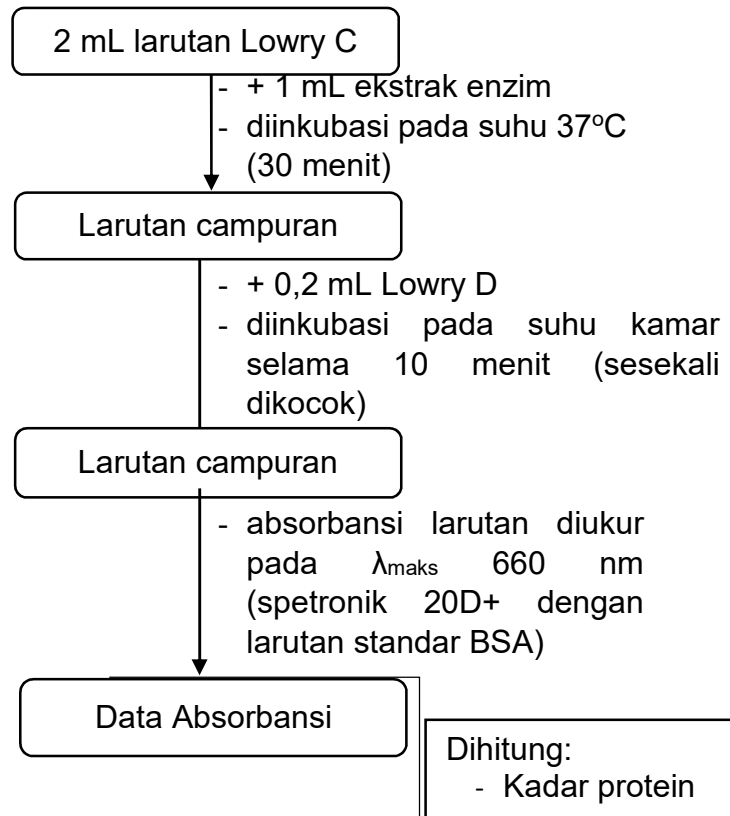 2 mL larutan Lowry C
- + 1 mL ekstrak enzim
- diinkubasi pada suhu 37ºC
(30 menit)
Larutan campuran
- + 0,2 mL Lowry D
- diinkubasi pada suhu kamar
selama 10 menit (sesekali
dikocok)
Larutan campuran
- absorbansi larutan diukur
pada λmaks 660 nm
(spetronik 20D+ dengan
larutan standar BSA)
Data Absorbansi
Dihitung:
- Kadar protein